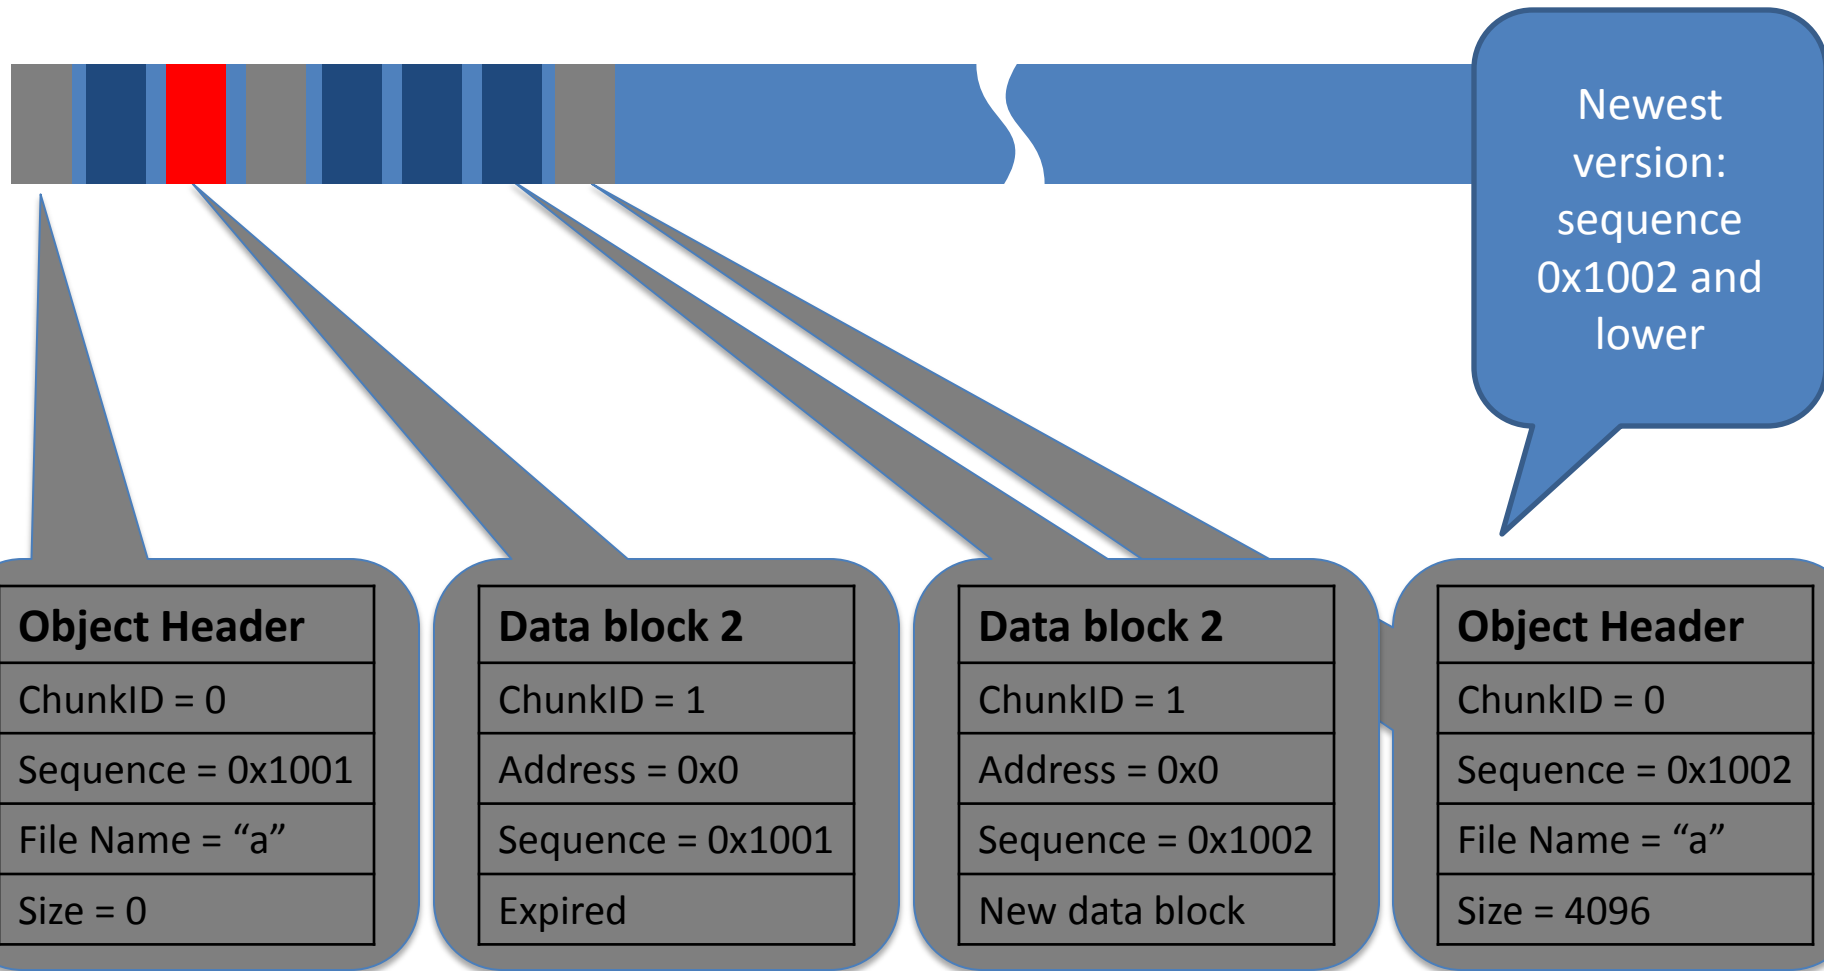 Newest
version:
sequence
0x1002 and
lower
Object Header
ChunkID = 0
Sequence = 0x1001
File Name = “a”
Size = 0
Data block 2
ChunkID = 1
Address = 0x0
Sequence = 0x1001
Expired
Data block 2
ChunkID = 1
Address = 0x0
Sequence = 0x1002
New data block
Object Header
ChunkID = 0
Sequence = 0x1002
File Name = “a”
Size = 4096